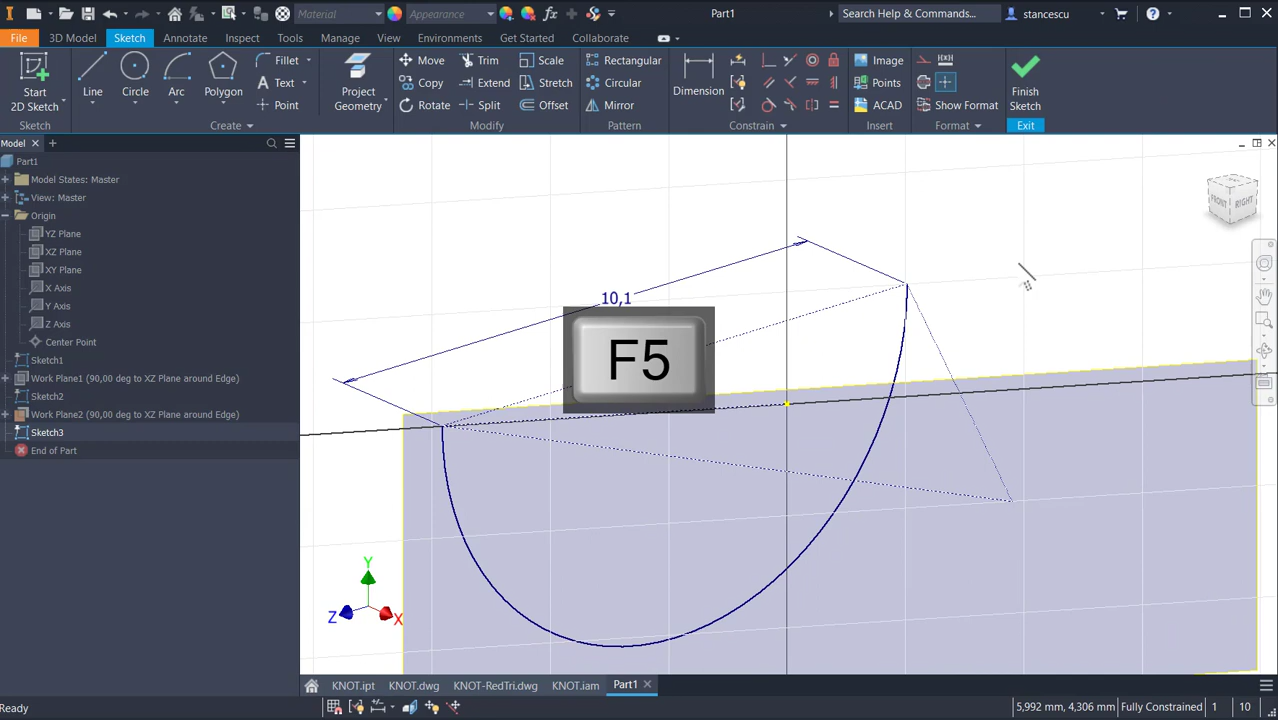 Material
Appearance
Part1
Search Help & Commands...
stancescu
File
3D Model
Sketch
Annotate
Inspect
Tools
Manage
View
Environments
Get Started
Collaborate
Start
2D Sketch
Line
Circle
Arc
Polygon
Fillet
Text
Point
Project
Geometry
Move
Copy
Rotate
Trim
Extend
Split
Scale
Stretch
Offset
Rectangular
Circular
Mirror
Dimension
Image
Points
ACAD
Show Format
Finish
Sketch
Sketch
Create
Modify
Pattern
Constrain
Insert
Format
Exit
Model
Part1
Model States: Master
View: Master
Origin
YZ Plane
XZ Plane
XY Plane
X Axis
Y Axis
Z Axis
Center Point
Sketch1
Work Plane1 (90,00 deg to XZ Plane around Edge)
Sketch2
Work Plane2 (90,00 deg to XZ Plane around Edge)
Sketch3
End of Part
FRONT
RIGHT
10,1
F5
Y
Z
X
KNOT.ipt
KNOT.dwg
KNOT-RedTri.dwg
KNOT.iam
Part1
Ready
5,992 mm, 4,306 mm
Fully Constrained
1
10